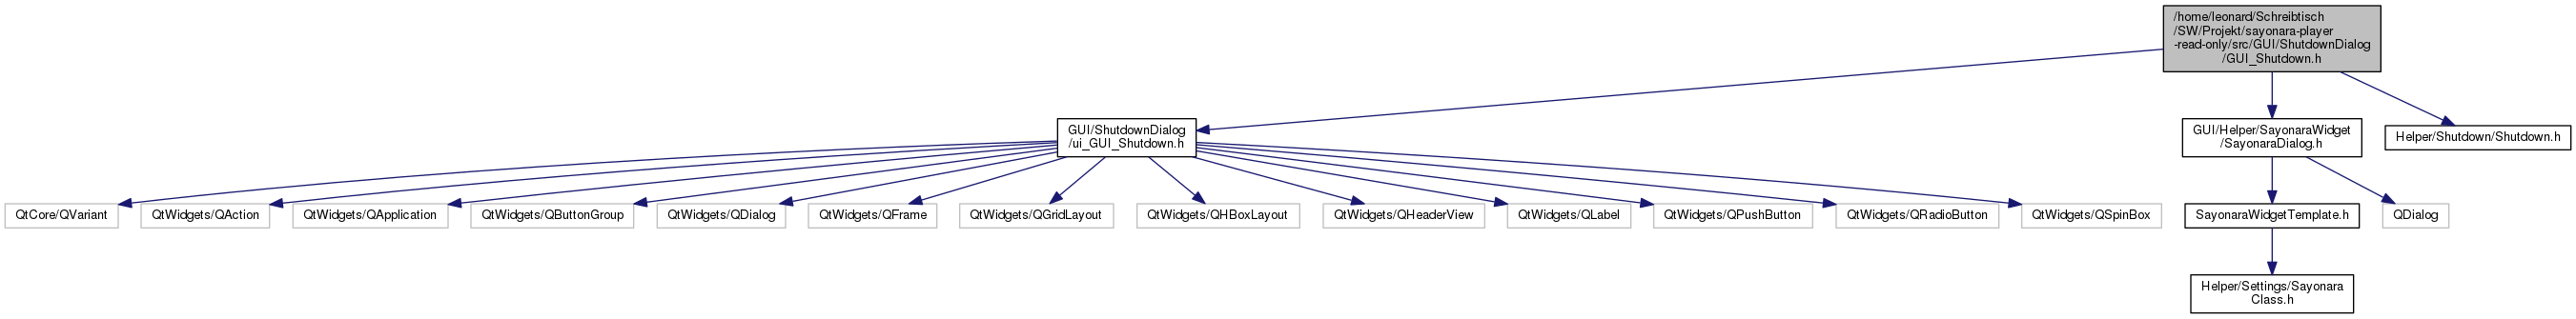 /home/leonard/Schreibtisch
/SW/Projekt/sayonara-player
-read-only/src/GUI/ShutdownDialog
/GUI_Shutdown.h
GUI/ShutdownDialog
/ui_GUI_Shutdown.h
GUI/Helper/SayonaraWidget
/SayonaraDialog.h
Helper/Shutdown/Shutdown.h
QtCore/QVariant
QtWidgets/QAction
QtWidgets/QApplication
QtWidgets/QButtonGroup
QtWidgets/QDialog
QtWidgets/QFrame
QtWidgets/QGridLayout
QtWidgets/QHBoxLayout
QtWidgets/QHeaderView
QtWidgets/QLabel
QtWidgets/QPushButton
QtWidgets/QRadioButton
QtWidgets/QSpinBox
SayonaraWidgetTemplate.h
QDialog
Helper/Settings/Sayonara
Class.h